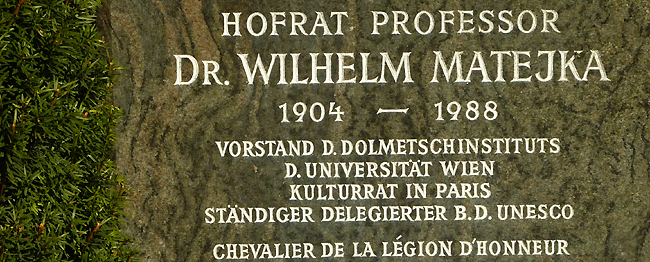 HOFRAT PROFESSOR
DR. WILHELM MATEJKA
1904 — 1988
VORSTAND D. DOLMETSCHINSTITUTS
D. UNIVERSITÄT WIEN
KULTURRAT IN PARIS
STÄNDIGER DELEGIERTER B. D. UNESCO
CHEVALIER DE LA LÉGION D'HONNEUR